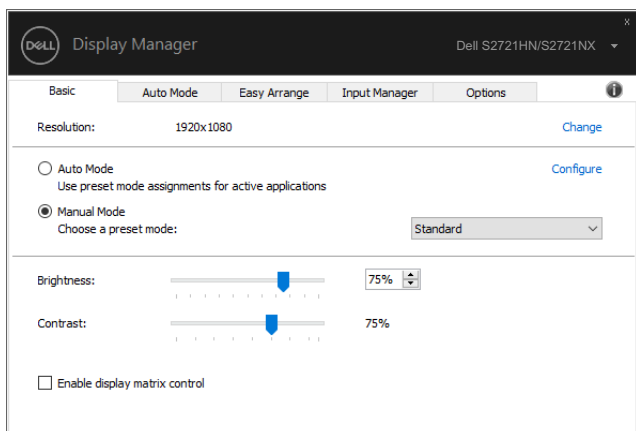 x
DELL Display Manager Dell S2721HN/S2721NX
Basic Auto Mode Easy Arrange Input Manager Options
Resolution: 1920x1080 Change
Auto Mode Configure
Use preset mode assignments for active applications
Manual Mode
Choose a preset mode: Standard
Brightness: 75%
Contrast: 75%
Enable display matrix control